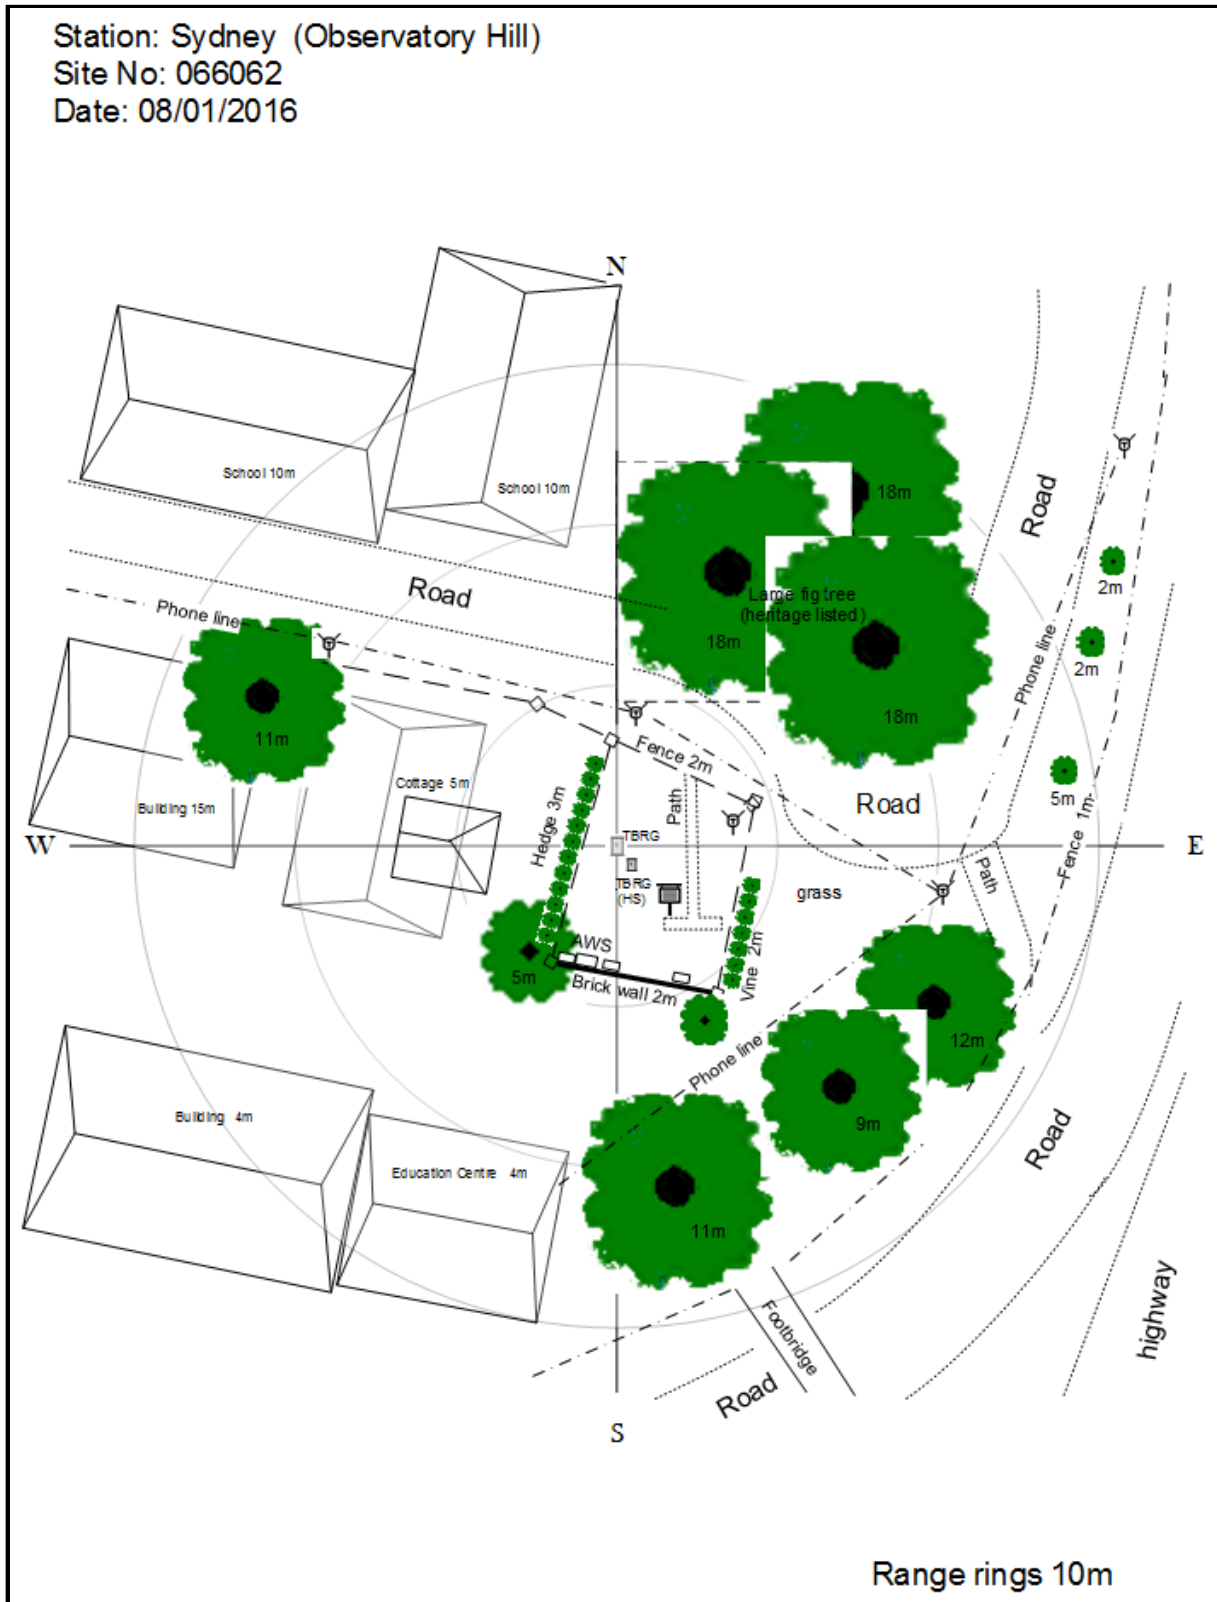 Station: Sydney (Observatory Hill)
Site No: 066062
Date: 08/01/2016
N
School 10m
School 10m
18m
Road
Road
Large fig tree
(heritage listed)
2m
Phone line
18m
2m
Phone line
11m
18m
Fence 2m
Cottage 5m
Building 15m
Hedge 3m
Path
Road
5m
Fence 1m
W
TBRG
E
TBRG
(HS)
grass
Path
AWS
5m
Brick wall 2m
Vine 2m
Phone line
12m
Building 4m
9m
Road
Education Centre 4m
11m
Footbridge
highway
Road
S
Range rings 10m